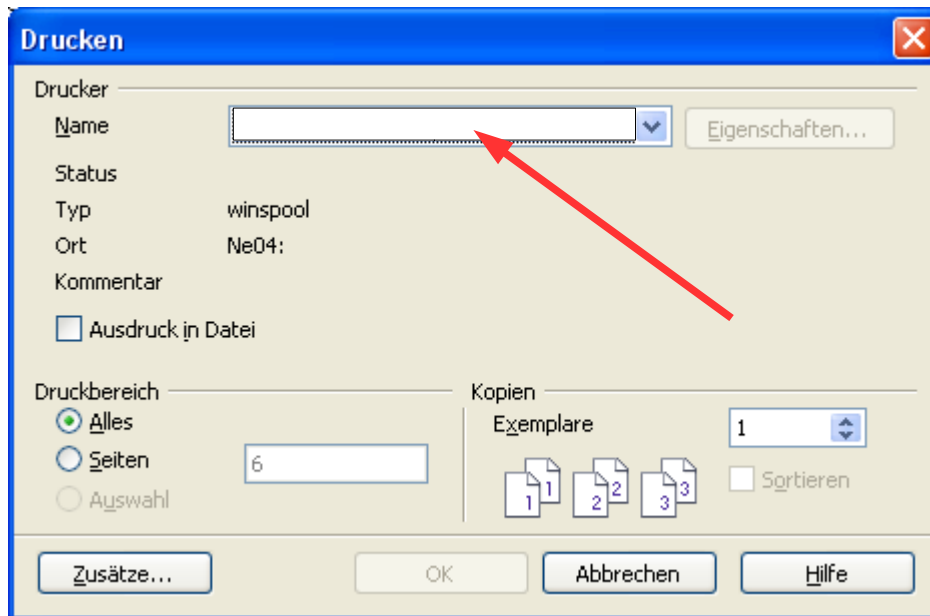 Drucken
Drucker
Name
Eigenschaften...
Status
Typ winspool
Ort Ne04:
Kommentar
Ausdruck in Datei
Druckbereich
Alles
Seiten 6
Auswahl
Kopien
Exemplare 1
1 1 2 2 3 3
Sortieren
Zusätze... OK Abbrechen Hilfe